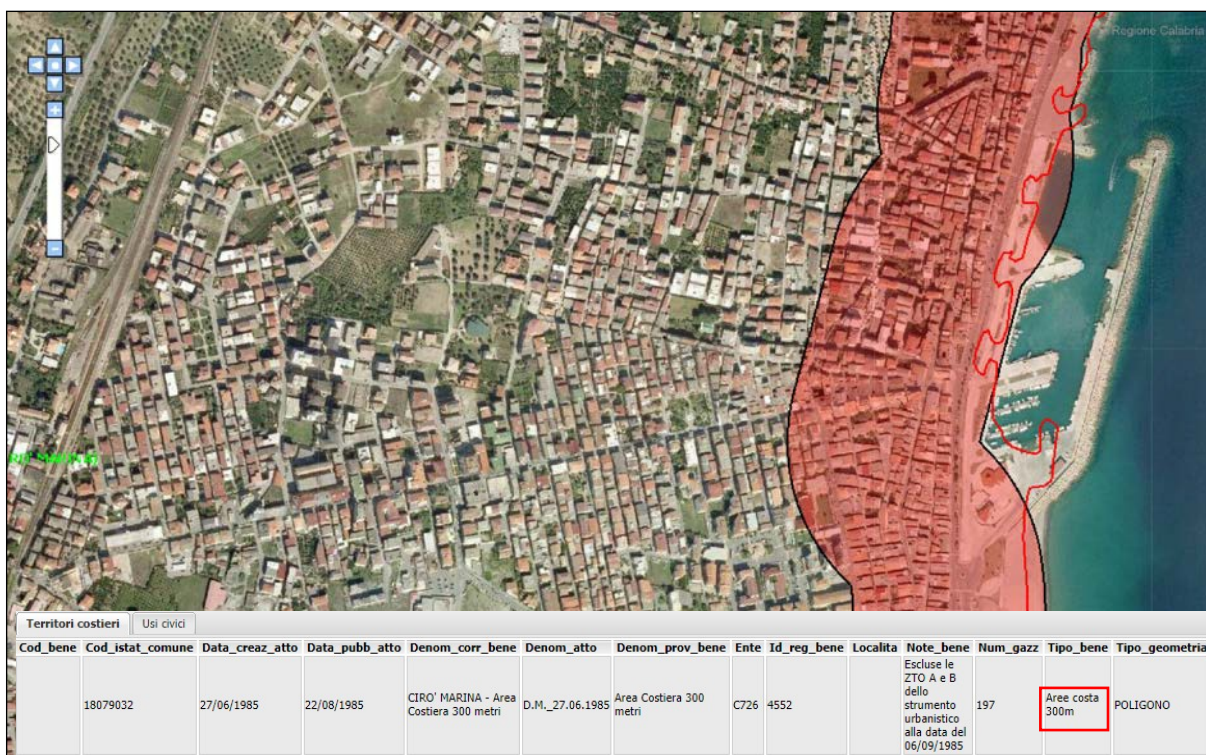 Regione Calabria
Territori costieri Usi civici
Cod_bene Cod_istat_comune Data_creaz_atto Data_pubb_atto Denom_corr_bene Denom_atto Denom_prov_bene Ente Id_reg_bene Localita Note_bene Num_gazz Tipo_bene Tipo_geometria
18079032 27/06/1985 22/08/1985 CIRO' MARINA - Area Costiera 300 metri D.M._27.06.1985 Area Costiera 300 metri C726 4552 Escluse le ZTO A e B dello strumento urbanistico alla data del 06/09/1985 197 Aree costa 300m POLIGONO